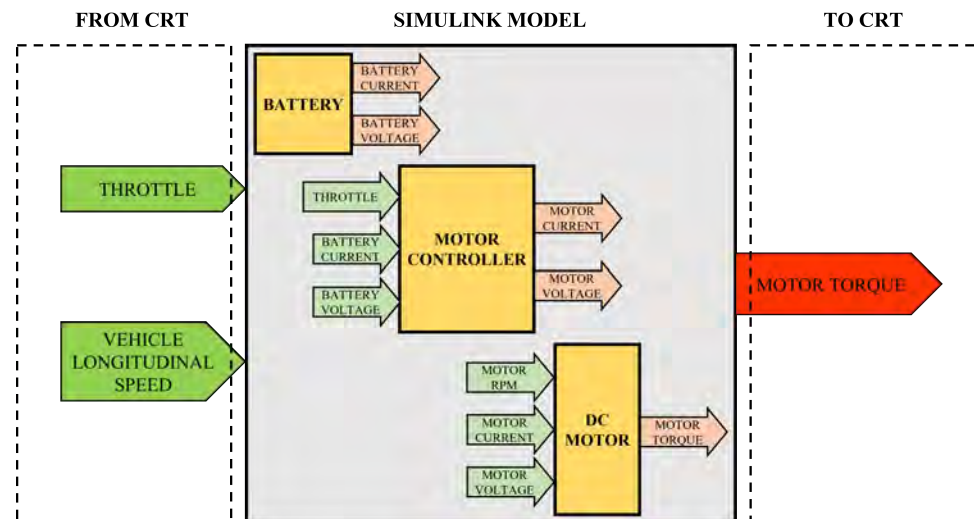 FROM CRT
SIMULINK MODEL
TO CRT
BATTERY
BATTERY
CURRENT
BATTERY
VOLTAGE
THROTTLE
THROTTLE
BATTERY
CURRENT
BATTERY
VOLTAGE
MOTOR
CONTROLLER
MOTOR
CURRENT
MOTOR
VOLTAGE
MOTOR TORQUE
VEHICLE
LONGITUDINAL
SPEED
MOTOR
RPM
MOTOR
CURRENT
MOTOR
VOLTAGE
DC
MOTOR
MOTOR
TORQUE